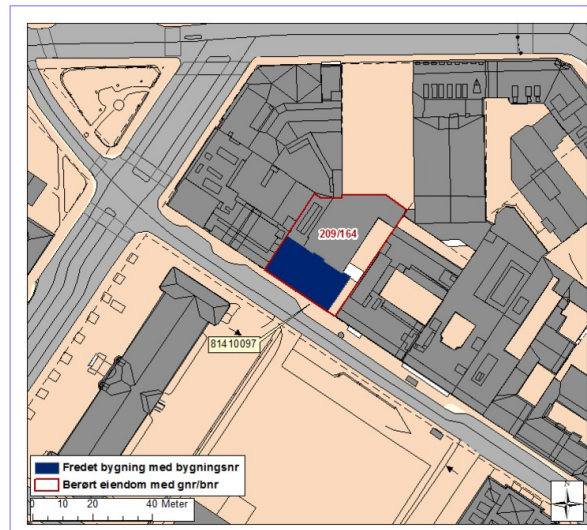 209/164
81410097
Fredet bygning med bygningsnr
Berørt eiendom med gnr/bnr
0 10 20 40 Meter
N